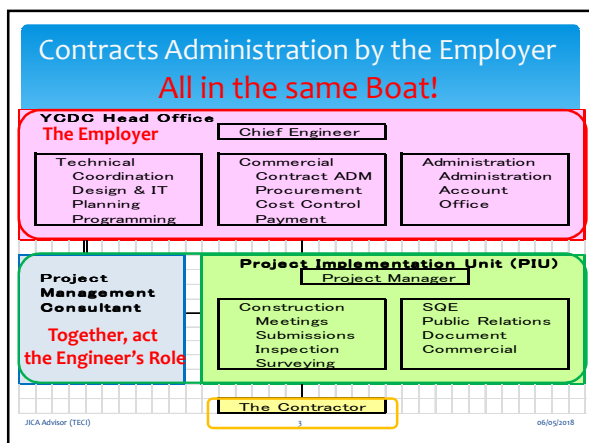 Contracts Administration by the Employer
All in the same Boat!
YCDC Head Office
The Employer
Chief Engineer
Technical
Coordination
Design & IT
Planning
Programming
Commercial
Contract ADM
Procurement
Cost Control
Payment
Administration
Administration
Account
Office
Project
Management
Consultant
Together, act
the Engineer's Role
Project Implementation Unit (PIU)
Project Manager
Construction
Meetings
Submissions
Inspection
Surveying
SQE
Public Relations
Document
Commercial
The Contractor
JICA Advisor (TECI)
3
06/05/2018